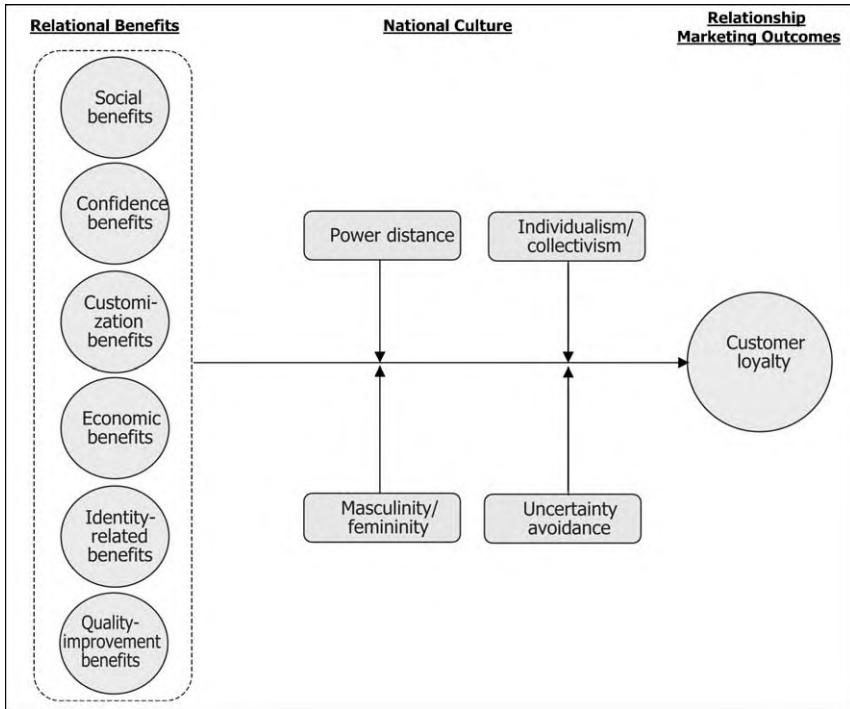 Relational Benefits
National Culture
Relationship
Marketing Outcomes
Social
benefits
Confidence
benefits
Customi-
zation
benefits
Economic
benefits
Identity-
related
benefits
Quality-
improvement
benefits
Power distance
Individualism/
collectivism
Masculinity/
femininity
Uncertainty
avoidance
Customer
loyalty